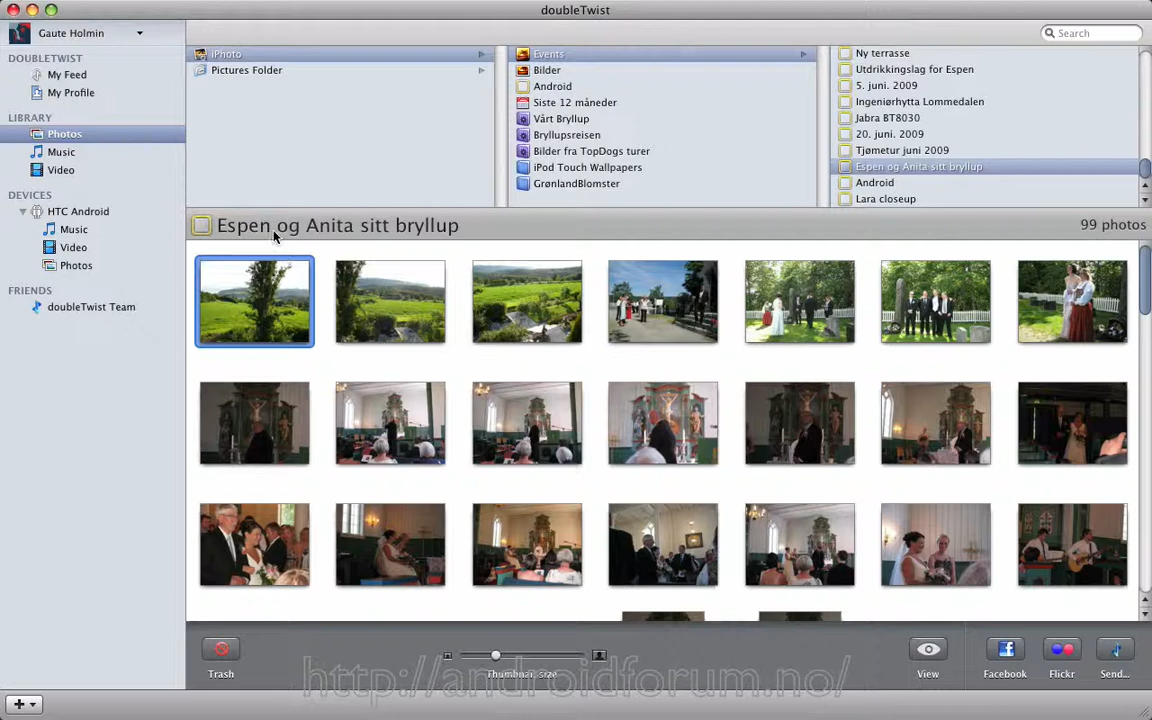 doubleTwist
Gaute Holmin
Search
DOUBLETWIST
My Feed
My Profile
LIBRARY
Photos
Music
Video
DEVICES
HTC Android
Music
Video
Photos
FRIENDS
doubleTwist Team
iPhoto
Pictures Folder
Events
Bilder
Android
Siste 12 måneder
Vårt Bryllup
Bryllupsreisen
Bilder fra TopDogs turer
iPod Touch Wallpapers
GrønlandBlomster
Ny terrasse
Utdrikkingslag for Espen
5. juni. 2009
Ingeniørhytta Lommedalen
Jabra BT8030
20. juni. 2009
Tjømetur juni 2009
Espen og Anita sitt bryllup
Android
Lara closeup
Espen og Anita sitt bryllup
99 photos
Trash
Thumbnail size
View
Facebook
Flickr
Send...
http://androidforum.no/